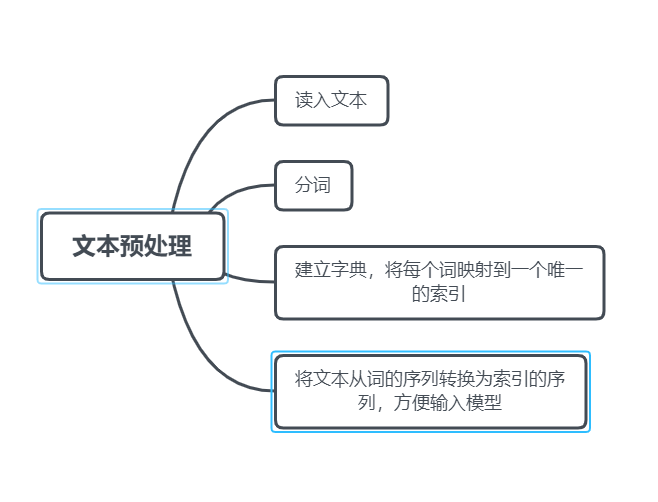 读入文本
分词
文本预处理
建立字典，将每个词映射到一个唯一
的索引
将文本从词的序列转换为索引的序
列，方便输入模型